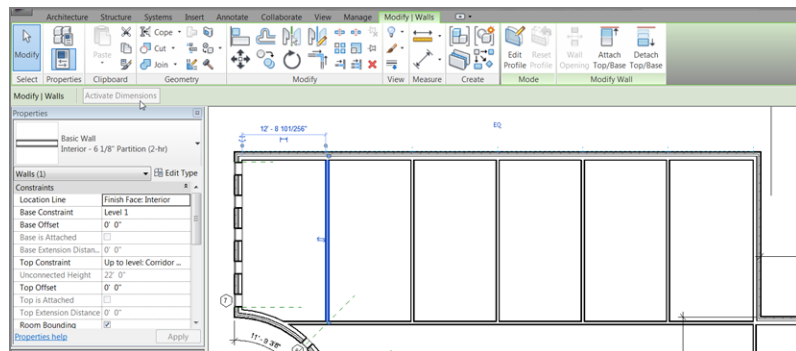 Architecture Structure Systems Insert Annotate Collaborate View Manage Modify | Walls
Modify Paste Cope Cut Join Edit Profile Reset Profile Wall Opening Attach Top/Base Detach Top/Base
Select Properties Clipboard Geometry Modify View Measure Create Mode Modify Wall
Modify | Walls Activate Dimensions
Properties
Basic Wall
Interior - 6 1/8" Partition (2-hr)
Walls (1) Edit Type
Constraints
Location Line Finish Face: Interior
Base Constraint Level 1
Base Offset 0' 0"
Base is Attached
Base Extension Distan... 0' 0"
Top Constraint Up to level: Corridor ...
Unconnected Height 22' 0"
Top Offset 0' 0"
Top is Attached
Top Extension Distance 0' 0"
Room Bounding
Properties help Apply
12' - 8 101/256"
EQ
7
11' - 9 3/8"